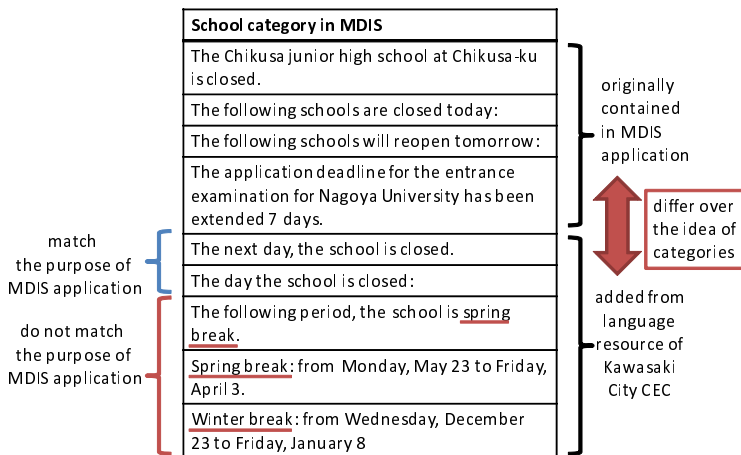 School category in MDIS
The Chikusa junior high school at Chikusa-ku
is closed.
The following schools are closed today:
The following schools will reopen tomorrow:
The application deadline for the entrance
examination for Nagoya University has been
extended 7 days.
The next day, the school is closed.
The day the school is closed:
The following period, the school is spring
break.
Spring break: from Monday, May 23 to Friday,
April 3.
Winter break: from Wednesday, December
23 to Friday, January 8
match
the purpose of
MDIS application
do not match
the purpose of
MDIS application
originally
contained
in MDIS
application
differ over
the idea of
categories
added from
language
resource of
Kawasaki
City CEC